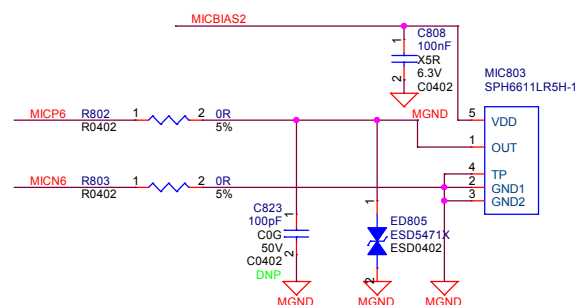 MICBIAS2
C808
100nF
X5R
6.3V
C0402
1
2
MGND
MIC803
SPH6611LR5H-1
5 VDD
1 OUT
4 TP
2 GND1
3 GND2
MICP6 R802 1 2 0R
R0402 5%
MICN6 R803 1 2 0R
R0402 5%
C823
100pF
C0G
50V
C0402
DNP
1
2
MGND
1
ED805
ESD5471X
ESD0402
2
MGND
MGND